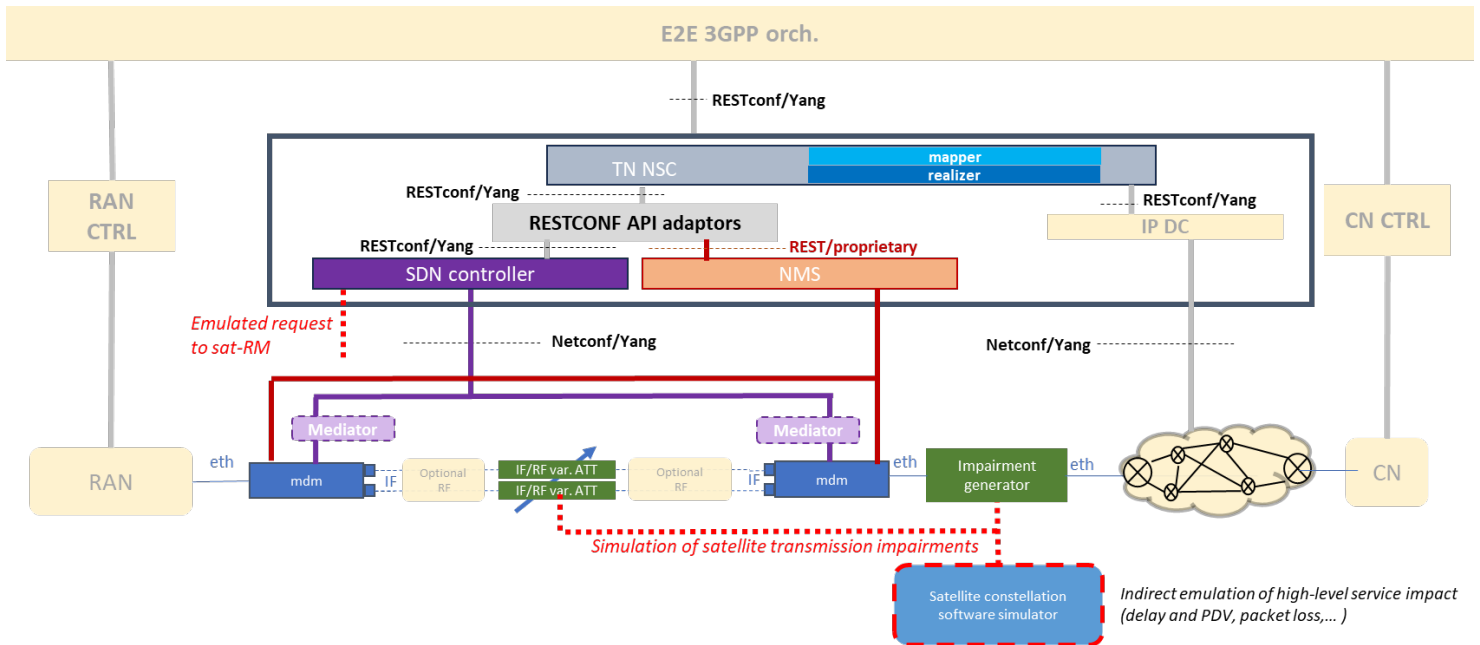 E2E 3GPP orch.
RESTconf/Yang
TN NSC
mapper
realizer
RAN
CTRL
RESTconf/Yang
RESTconf/Yang
CN CTRL
RESTCONF API adaptors
IP DC
RESTconf/Yang
REST/proprietary
SDN controller
NMS
Emulated request
to sat-RM
Netconf/Yang
Netconf/Yang
Mediator
Mediator
RAN
eth
mdm
IF
Optional
RF
IF/RF var. ATT
IF/RF var. ATT
Optional
RF
IF
mdm
eth
Impairment
generator
eth
CN
Simulation of satellite transmission impairments
Satellite constellation
software simulator
Indirect emulation of high-level service impact
(delay and PDV, packet loss,... )